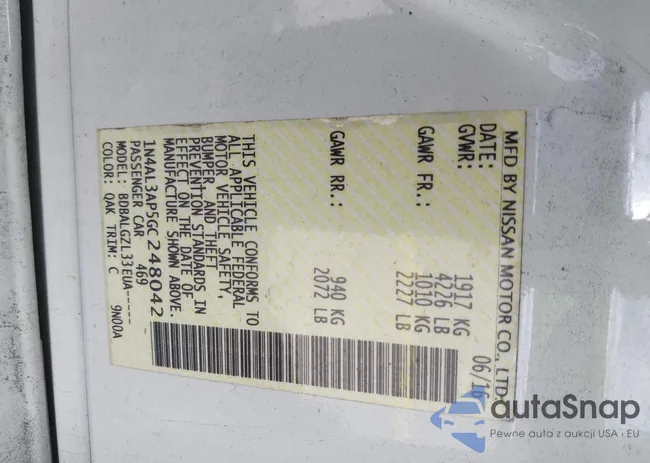 MFD BY NISSAN MOTOR CO., LTD.
DATE: 06/16
GVWR: 1917 KG
4226 LB
GAWR FR.: 1010 KG
2227 LB
GAWR RR.: 940 KG
2072 LB
THIS VEHICLE CONFORMS TO
ALL APPLICABLE FEDERAL
MOTOR VEHICLE SAFETY,
BUMPER, AND THEFT
PREVENTION STANDARDS IN
EFFECT ON THE DATE OF
MANUFACTURE SHOWN ABOVE.
1N4AL3AP5GC248042
PASSENGER CAR 469
MODEL: BDBALGZL33EUA-----
COLOR: QAK TRIM: C 9N00A
autaSnap
Pewne auta z aukcji USA i EU